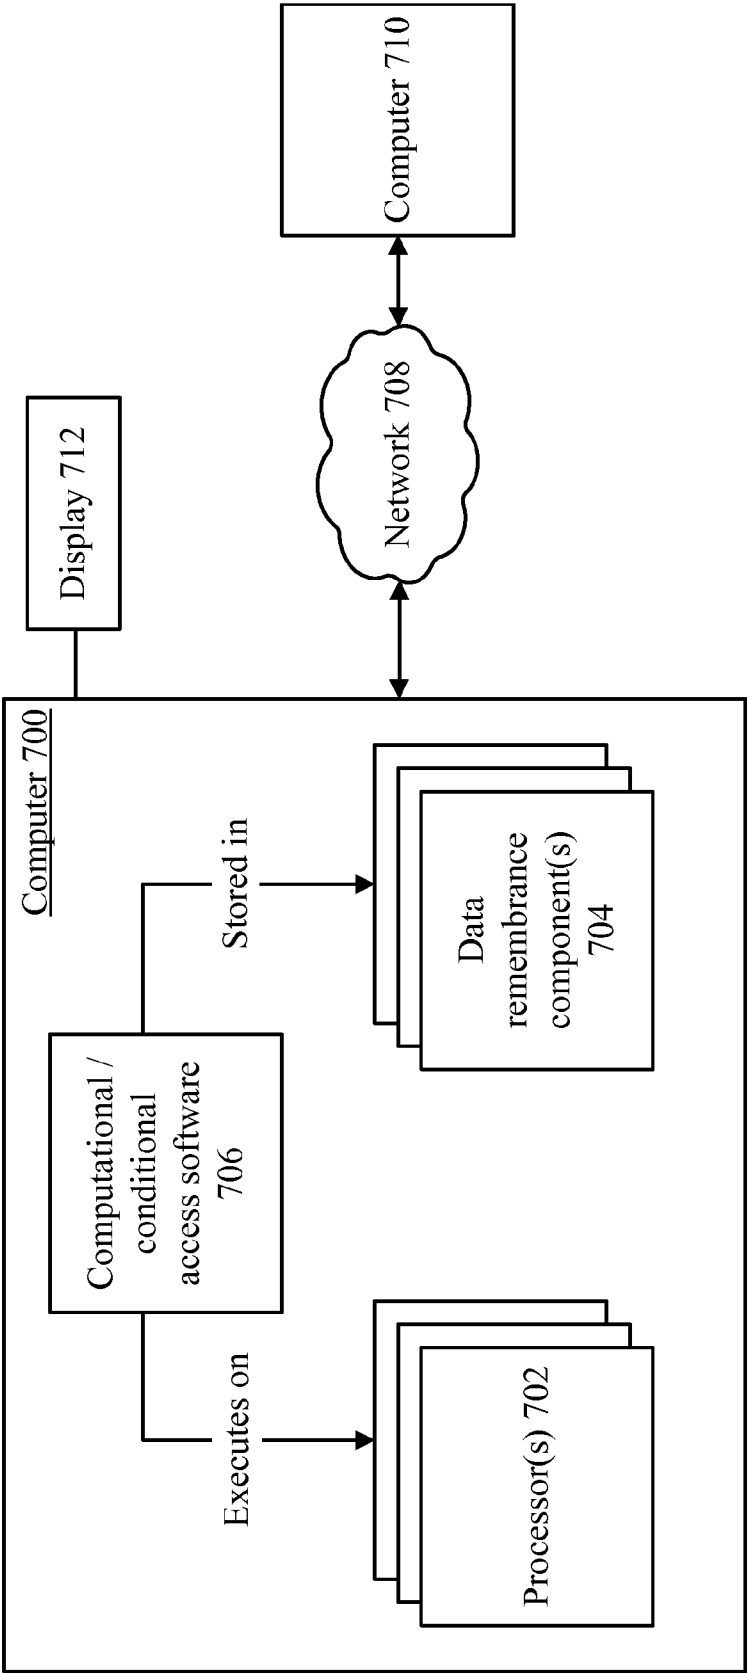 Computer 700
Computational /
conditional
access software
706
Executes on
Stored in
Processor(s) 702
Data
remembrance
component(s)
704
Display 712
Network 708
Computer 710